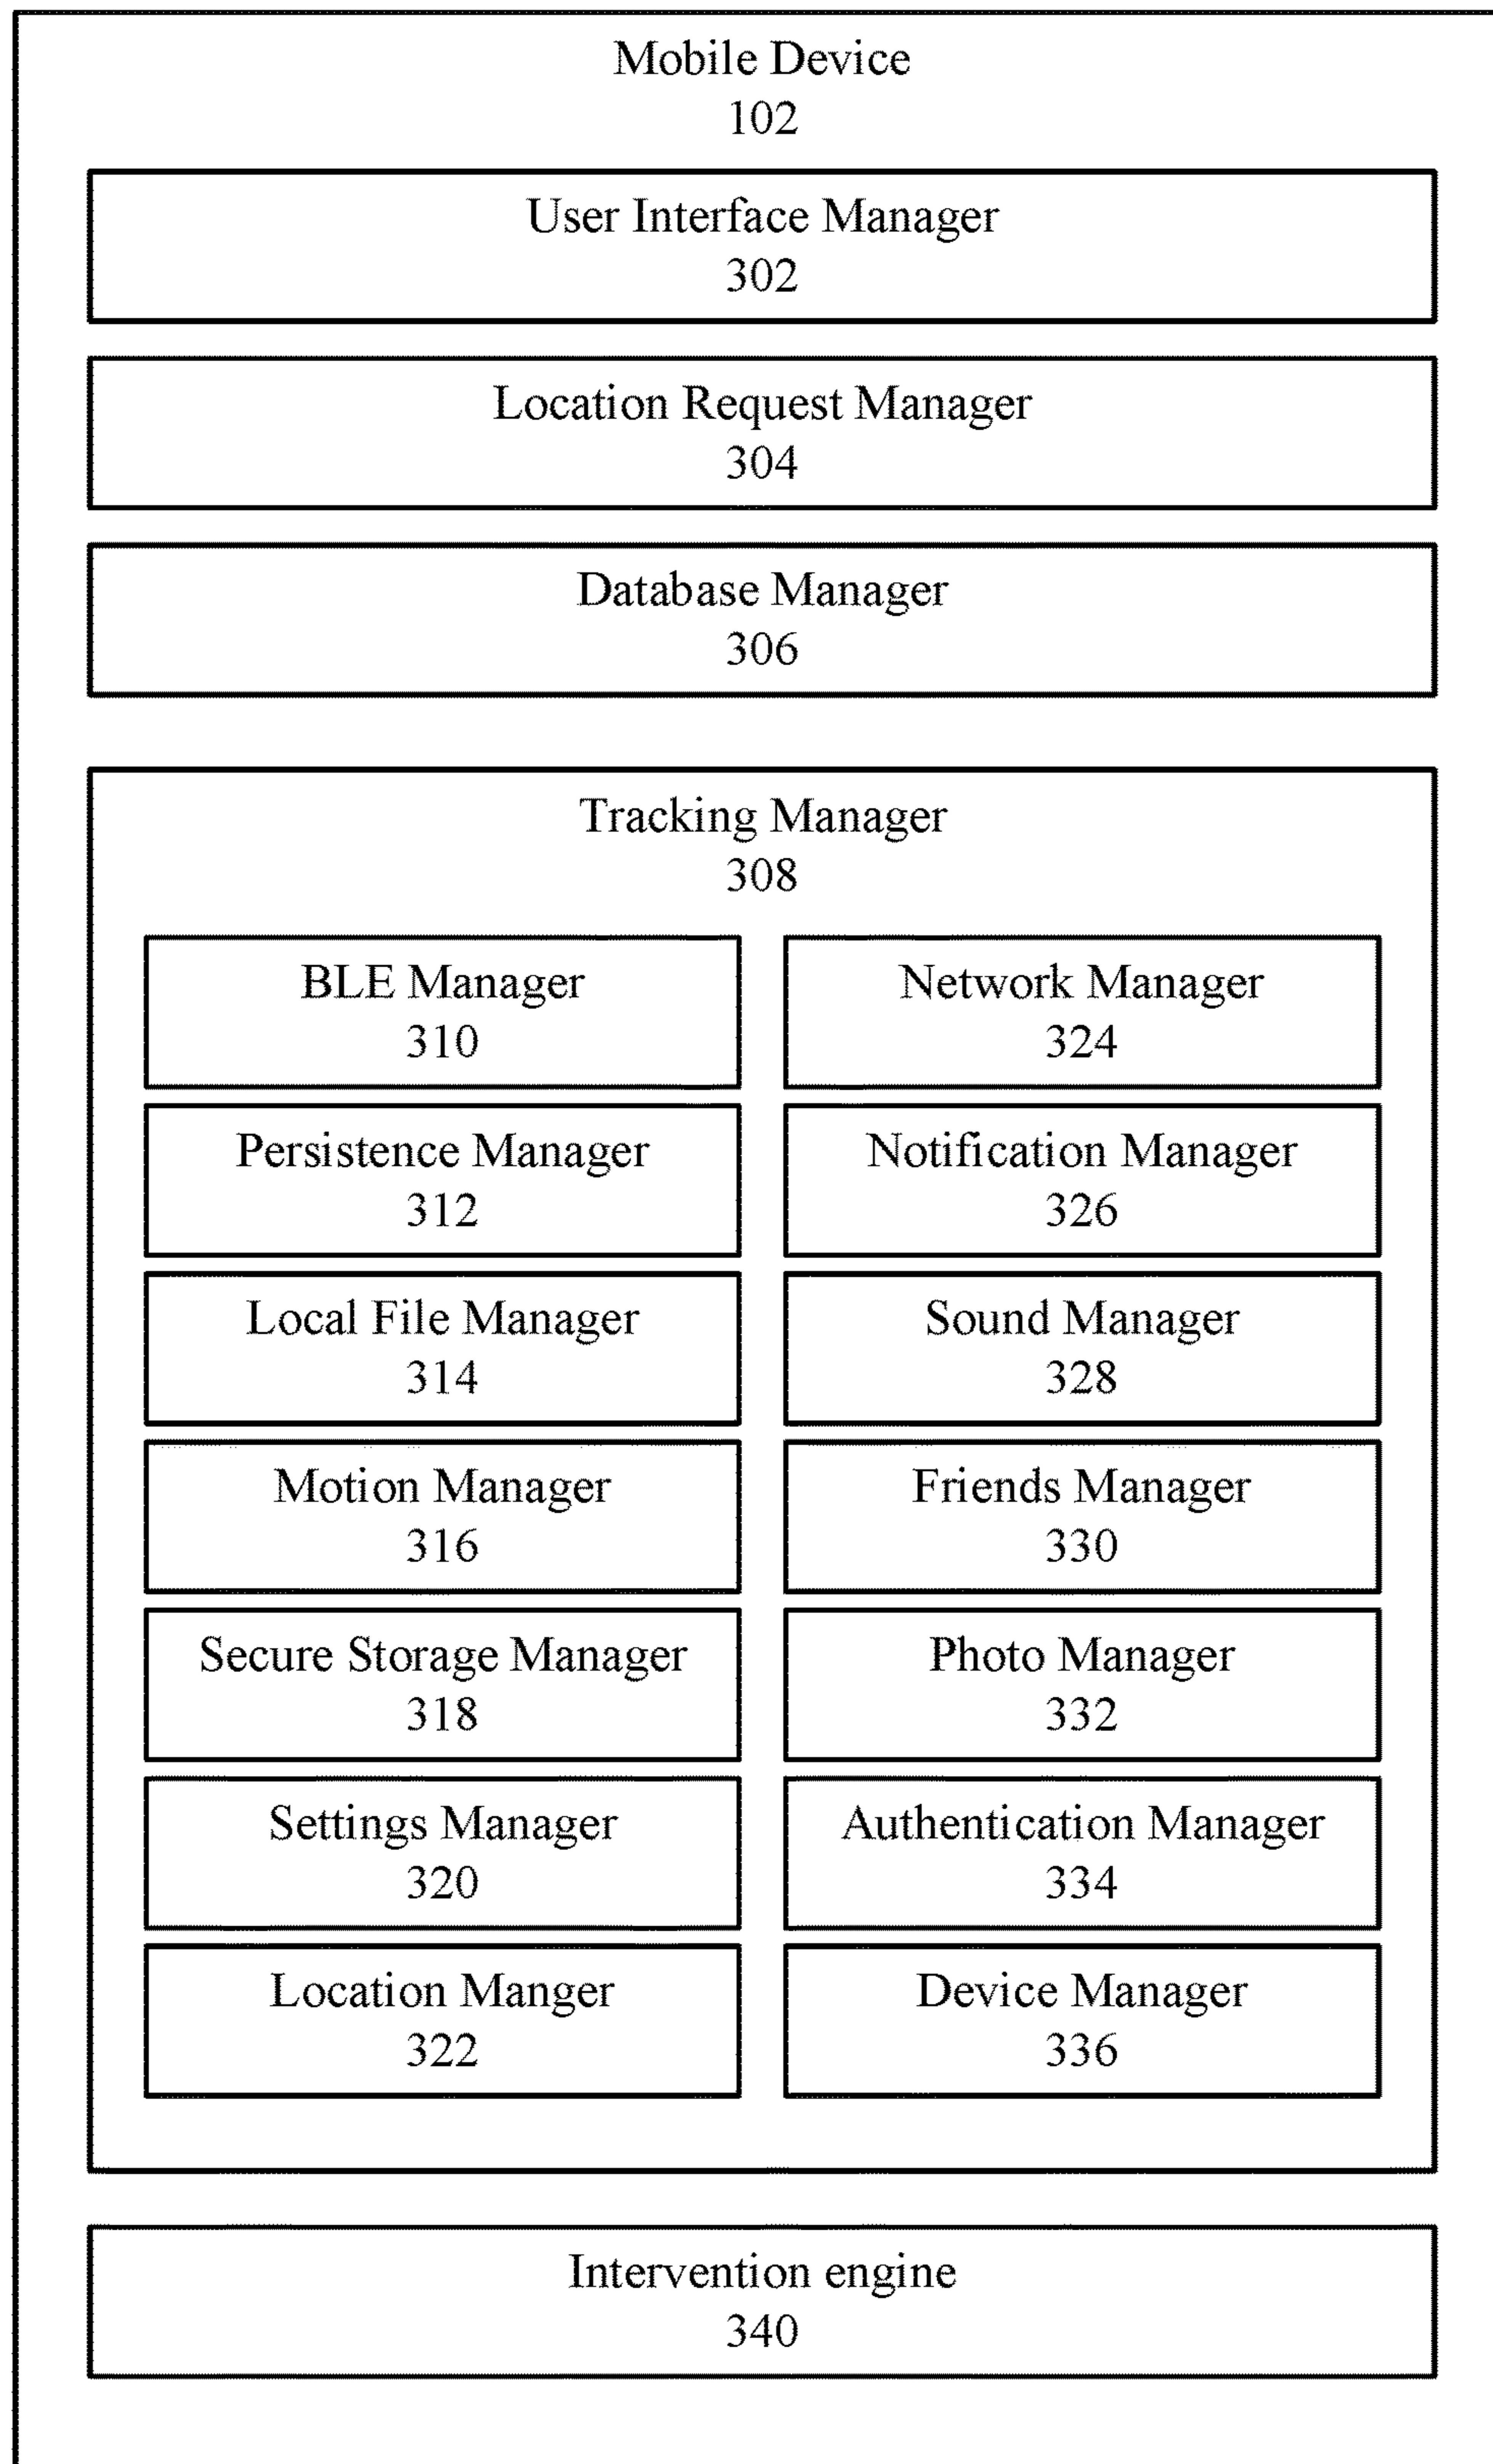 Mobile Device
102
User Interface Manager
302
Location Request Manager
304
Database Manager
306
Tracking Manager
308
BLE Manager
310
Network Manager
324
Persistence Manager
312
Notification Manager
326
Local File Manager
314
Sound Manager
328
Motion Manager
316
Friends Manager
330
Secure Storage Manager
318
Photo Manager
332
Settings Manager
320
Authentication Manager
334
Location Manger
322
Device Manager
336
Intervention engine
340